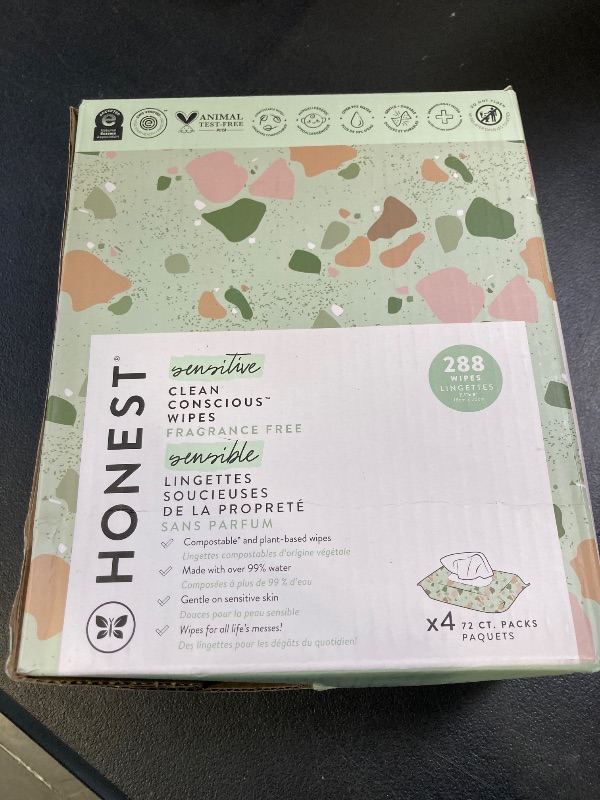 ANIMAL
TEST-FREE
PETA
HONEST®
sensitive
CLEAN
CONSCIOUS™
WIPES
FRAGRANCE FREE
sensible
LINGETTES
SOUCIEUSES
DE LA PROPRETÉ
SANS PARFUM
Compostable* and plant-based wipes
Lingettes compostables d'origine végétale
Made with over 99% water
Composées à plus de 99 % d'eau
Gentle on sensitive skin
Douces pour la peau sensible
Wipes for all life's messes!
Des lingettes pour les dégâts du quotidien!
288
WIPES
LINGETTES
x4 72 CT. PACKS
PAQUETS